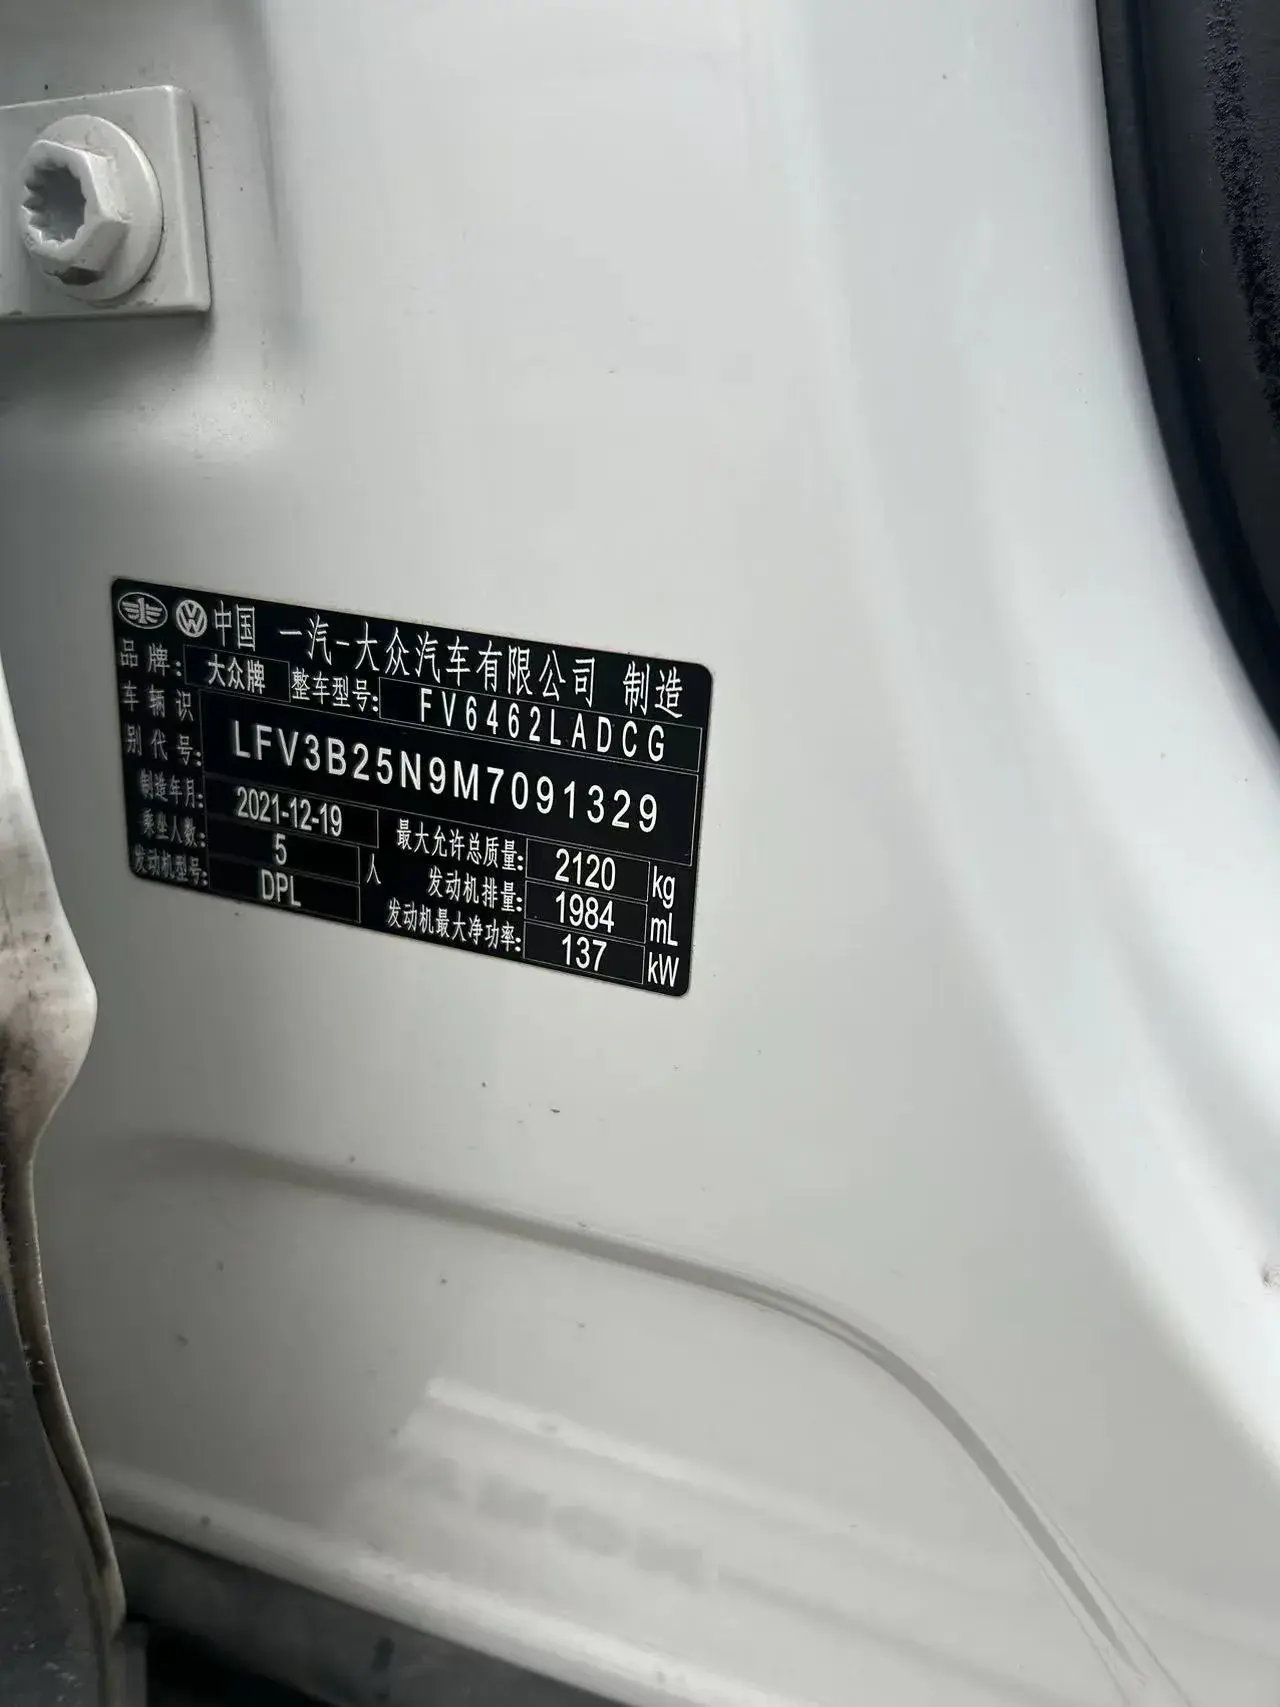 中国 一汽-大众汽车有限公司 制造
品牌: 大众牌 整车型号: FV6462LADCG
车辆识别代号: LFV3B25N9M7091329
制造年月: 2021-12-19 最大允许总质量: 2120 kg
乘坐人数: 5 人 发动机排量: 1984 mL
发动机型号: DPL 发动机最大净功率: 137 kW